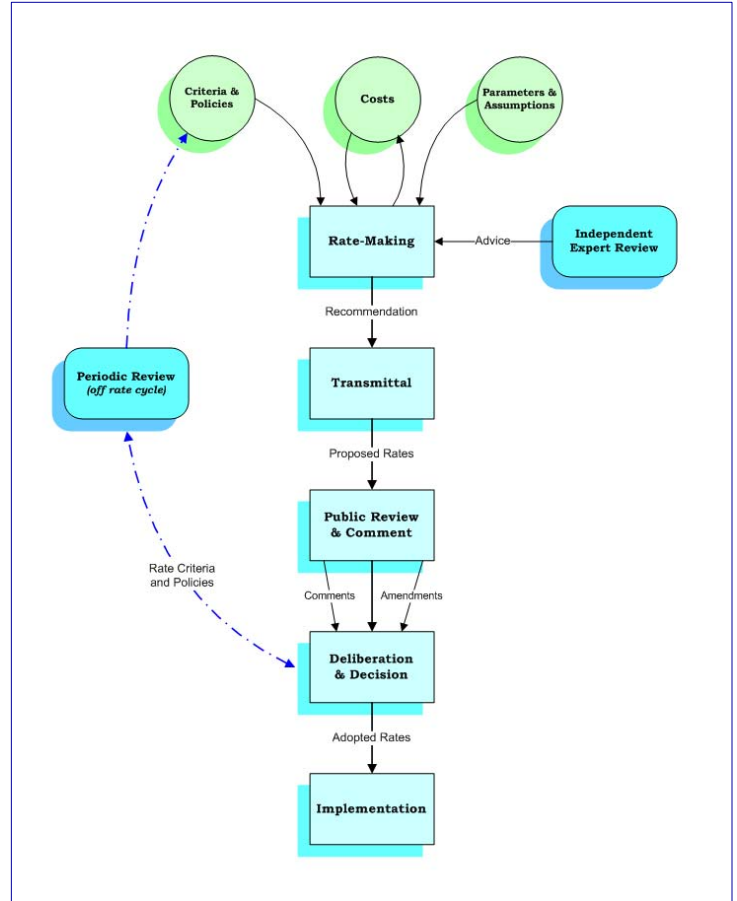 Criteria &
Policies
Costs
Parameters &
Assumptions
Rate-Making
Advice
Independent
Expert Review
Recommendation
Periodic Review
(off rate cycle)
Transmittal
Proposed Rates
Public Review
& Comment
Rate Criteria
and Policies
Comments
Amendments
Deliberation
& Decision
Adopted Rates
Implementation